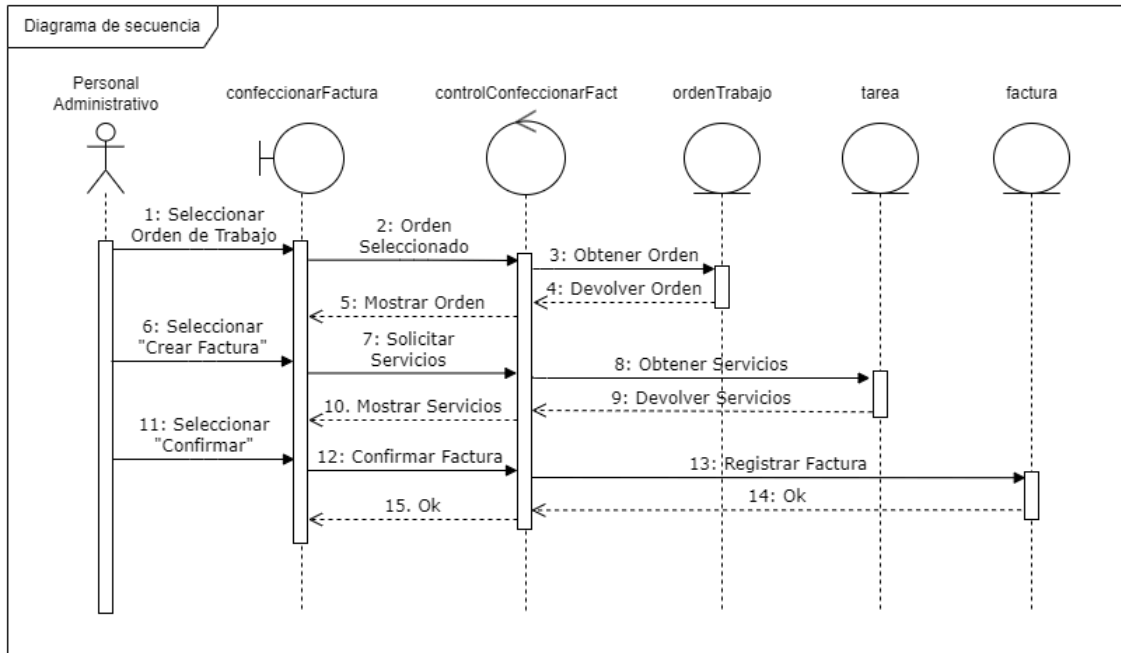 Diagrama de secuencia
Personal
Administrativo
confeccionarFactura
controlConfeccionarFact
ordenTrabajo
tarea
factura
1: Seleccionar
Orden de Trabajo
2: Orden
Seleccionado
3: Obtener Orden
4: Devolver Orden
5: Mostrar Orden
6: Seleccionar
"Crear Factura"
7: Solicitar
Servicios
8: Obtener Servicios
9: Devolver Servicios
10. Mostrar Servicios
11: Seleccionar
"Confirmar"
12: Confirmar Factura
13: Registrar Factura
14: Ok
15. Ok